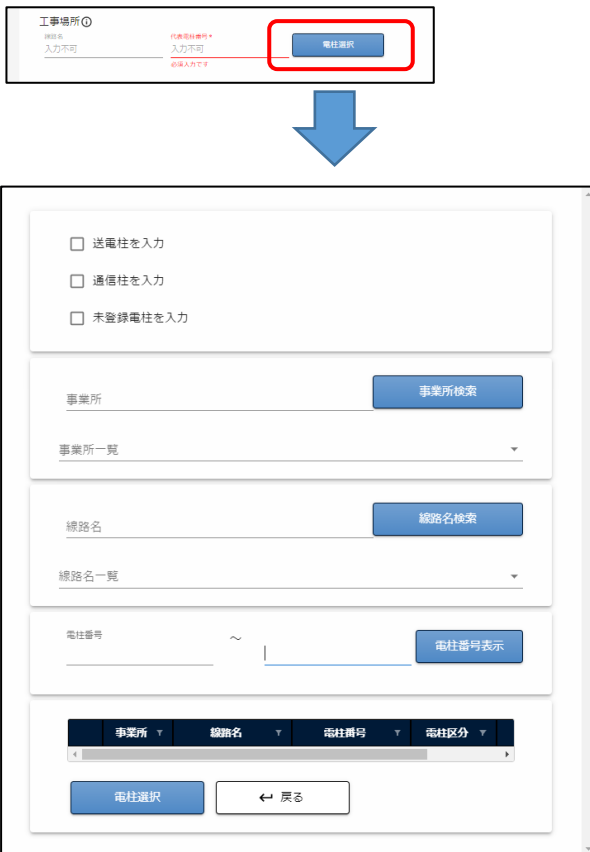 工事場所
線路名 代表電柱番号*
入力不可 入力不可 電柱選択
必須入力です
送電柱を入力
通信柱を入力
未登録電柱を入力
事業所 事業所検索
事業所一覧
線路名 線路名検索
線路名一覧
電柱番号 ～ 電柱番号表示
事業所 線路名 電柱番号 電柱区分
電柱選択 戻る